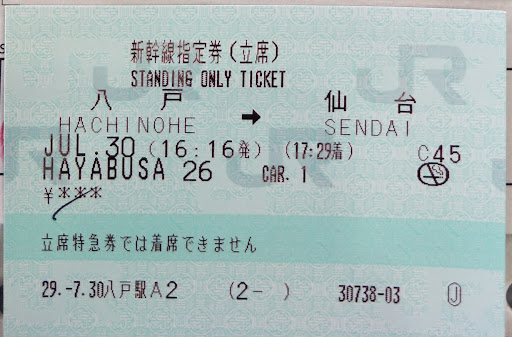 新幹線指定券(立席)
STANDING ONLY TICKET
八戸 ➡ 仙台
HACHINOHE SENDAI
JUL.30(16:16発) (17:29着) C45
HAYABUSA 26 CAR. 1
¥***
立席特急券では着席できません
29.-7.30八戸駅A2 (2- ) 30738-03 Ⓙ